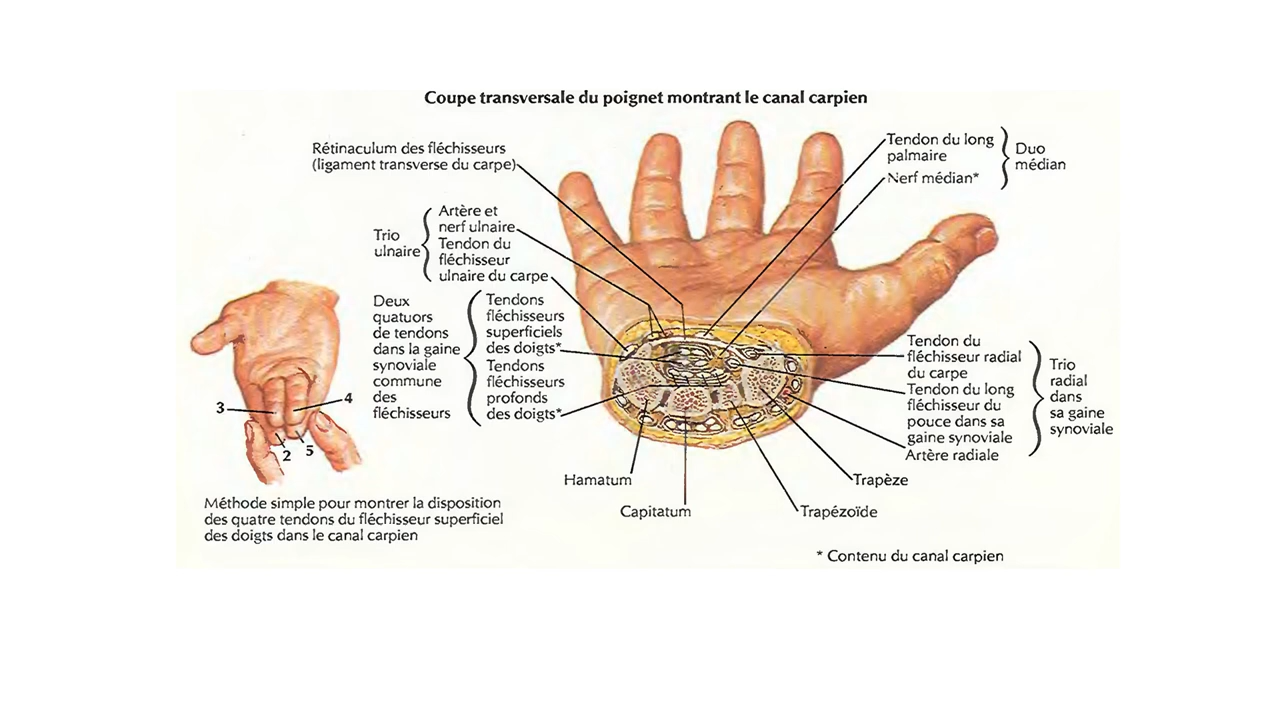 Coupe transversale du poignet montrant le canal carpien
Rétinaculum des fléchisseurs
(ligament transverse du carpe)
Tendon du long
palmaire
Nerf médian*
Duo
médian
Trio
ulnaire
Artère et
nerf ulnaire
Tendon du
fléchisseur
ulnaire du carpe
Deux
quatuors
de tendons
dans la gaine
synoviale
commune
des
fléchisseurs
Tendons
fléchisseurs
superficiels
des doigts*
Tendons
fléchisseurs
profonds
des doigts*
Tendon du
fléchisseur radial
du carpe
Tendon du long
fléchisseur du
pouce dans sa
gaine synoviale
Artère radiale
Trio
radial
dans
sa gaine
synoviale
3
4
2
5
Hamatum
Capitatum
Trapèze
Trapézoïde
Méthode simple pour montrer la disposition
des quatre tendons du fléchisseur superficiel
des doigts dans le canal carpien
* Contenu du canal carpien